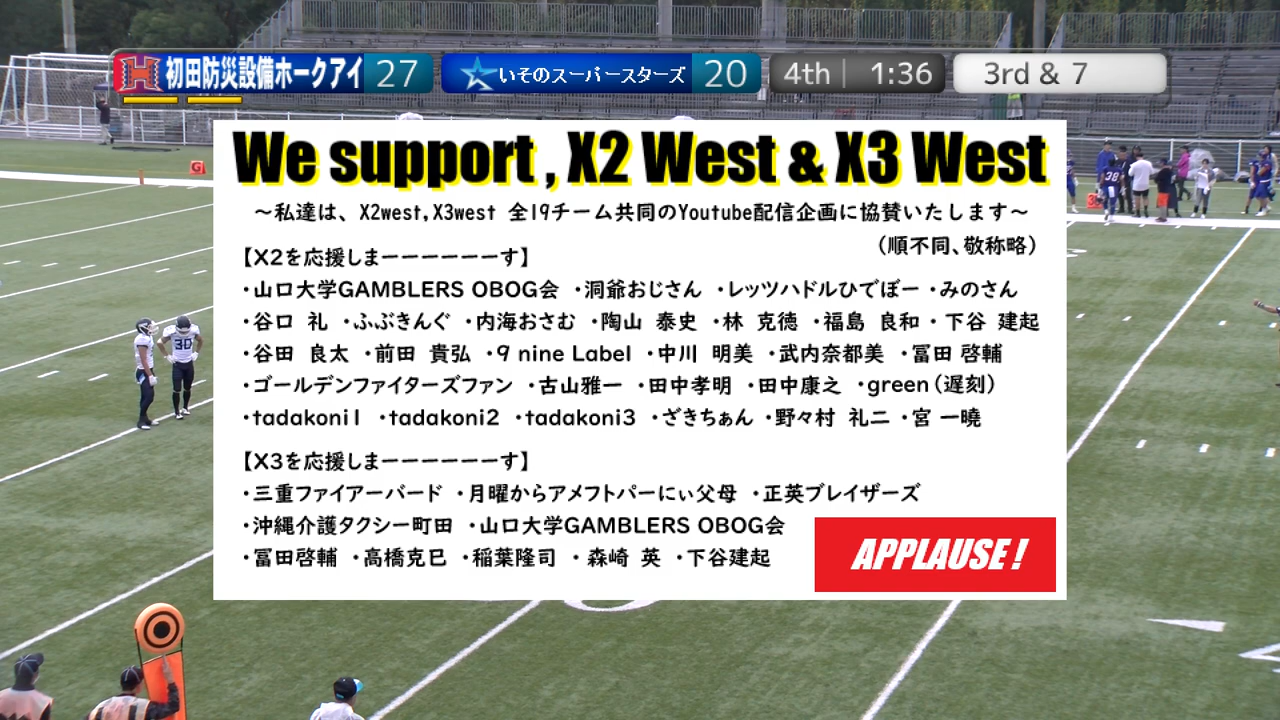 初田防災設備ホークアイ 27 いそのスーパースターズ 20 4th 1:36 3rd & 7
G
We support , X2 West & X3 West
～私達は、X2west,X3west 全19チーム共同のYoutube配信企画に協賛いたします～
（順不同、敬称略）
【X2を応援しまーーーーーーす】
・山口大学GAMBLERS OBOG会 ・洞爺おじさん ・レッツハドルひでぼー ・みのさん
・谷口 礼 ・ふぶきんぐ ・内海おさむ ・陶山 泰史 ・林 克徳 ・福島 良和 ・下谷 建起
・谷田 良太 ・前田 貴弘 ・9 nine Label ・中川 明美 ・武内奈都美 ・冨田 啓輔
・ゴールデンファイターズファン ・古山雅一 ・田中孝明 ・田中康之 ・green（遅刻）
・tadakoni1 ・tadakoni2 ・tadakoni3 ・ざきちぁん ・野々村 礼二 ・宮 一曉
【X3を応援しまーーーーーーす】
・三重ファイアーバード ・月曜からアメフトバーにぃ父母 ・正英ブレイザーズ
・沖縄介護タクシー町田 ・山口大学GAMBLERS OBOG会
・冨田啓輔 ・高橋克巳 ・稲葉隆司 ・森崎 英 ・下谷建起
APPLAUSE!
30
38